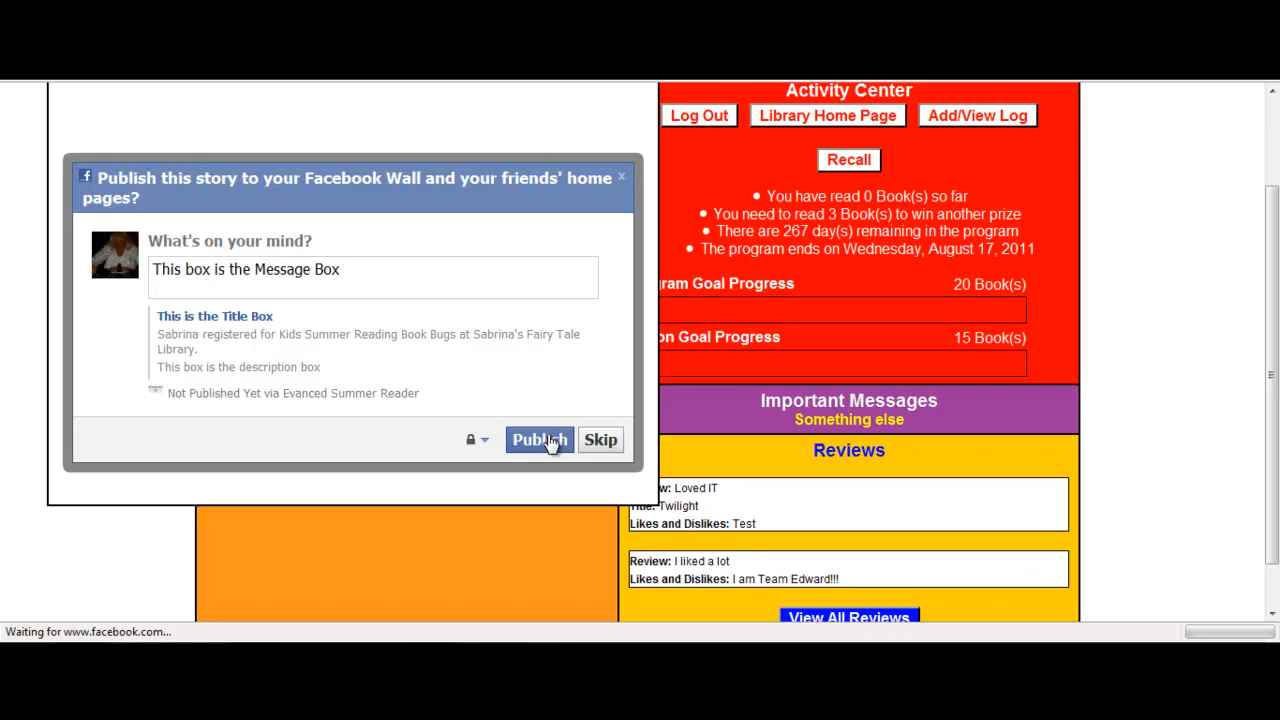 Activity Center
Log Out Library Home Page Add/View Log
Recall
You have read 0 Book(s) so far
You need to read 3 Book(s) to win another prize
There are 267 day(s) remaining in the program
The program ends on Wednesday, August 17, 2011
gram Goal Progress 20 Book(s)
on Goal Progress 15 Book(s)
Important Messages
Something else
Reviews
w: Loved IT
Title: Twilight
Likes and Dislikes: Test
Review: I liked a lot
Likes and Dislikes: I am Team Edward!!!
View All Reviews
f Publish this story to your Facebook Wall and your friends' home
pages?
x
What's on your mind?
This box is the Message Box
This is the Title Box
Sabrina registered for Kids Summer Reading Book Bugs at Sabrina's Fairy Tale
Library.
This box is the description box
Not Published Yet via Evanced Summer Reader
Publish Skip
Waiting for www.facebook.com...